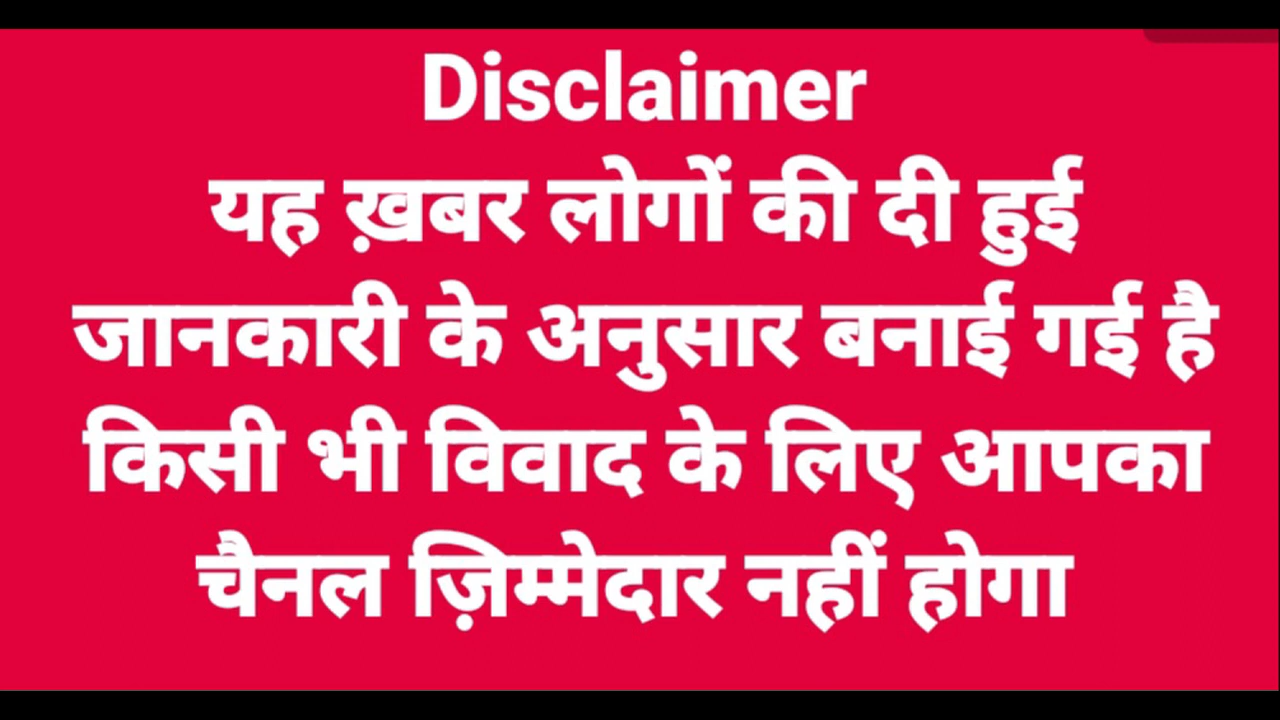 Disclaimer
यह ख़बर लोगों की दी हुई
जानकारी के अनुसार बनाई गई है
किसी भी विवाद के लिए आपका
चैनल ज़िम्मेदार नहीं होगा